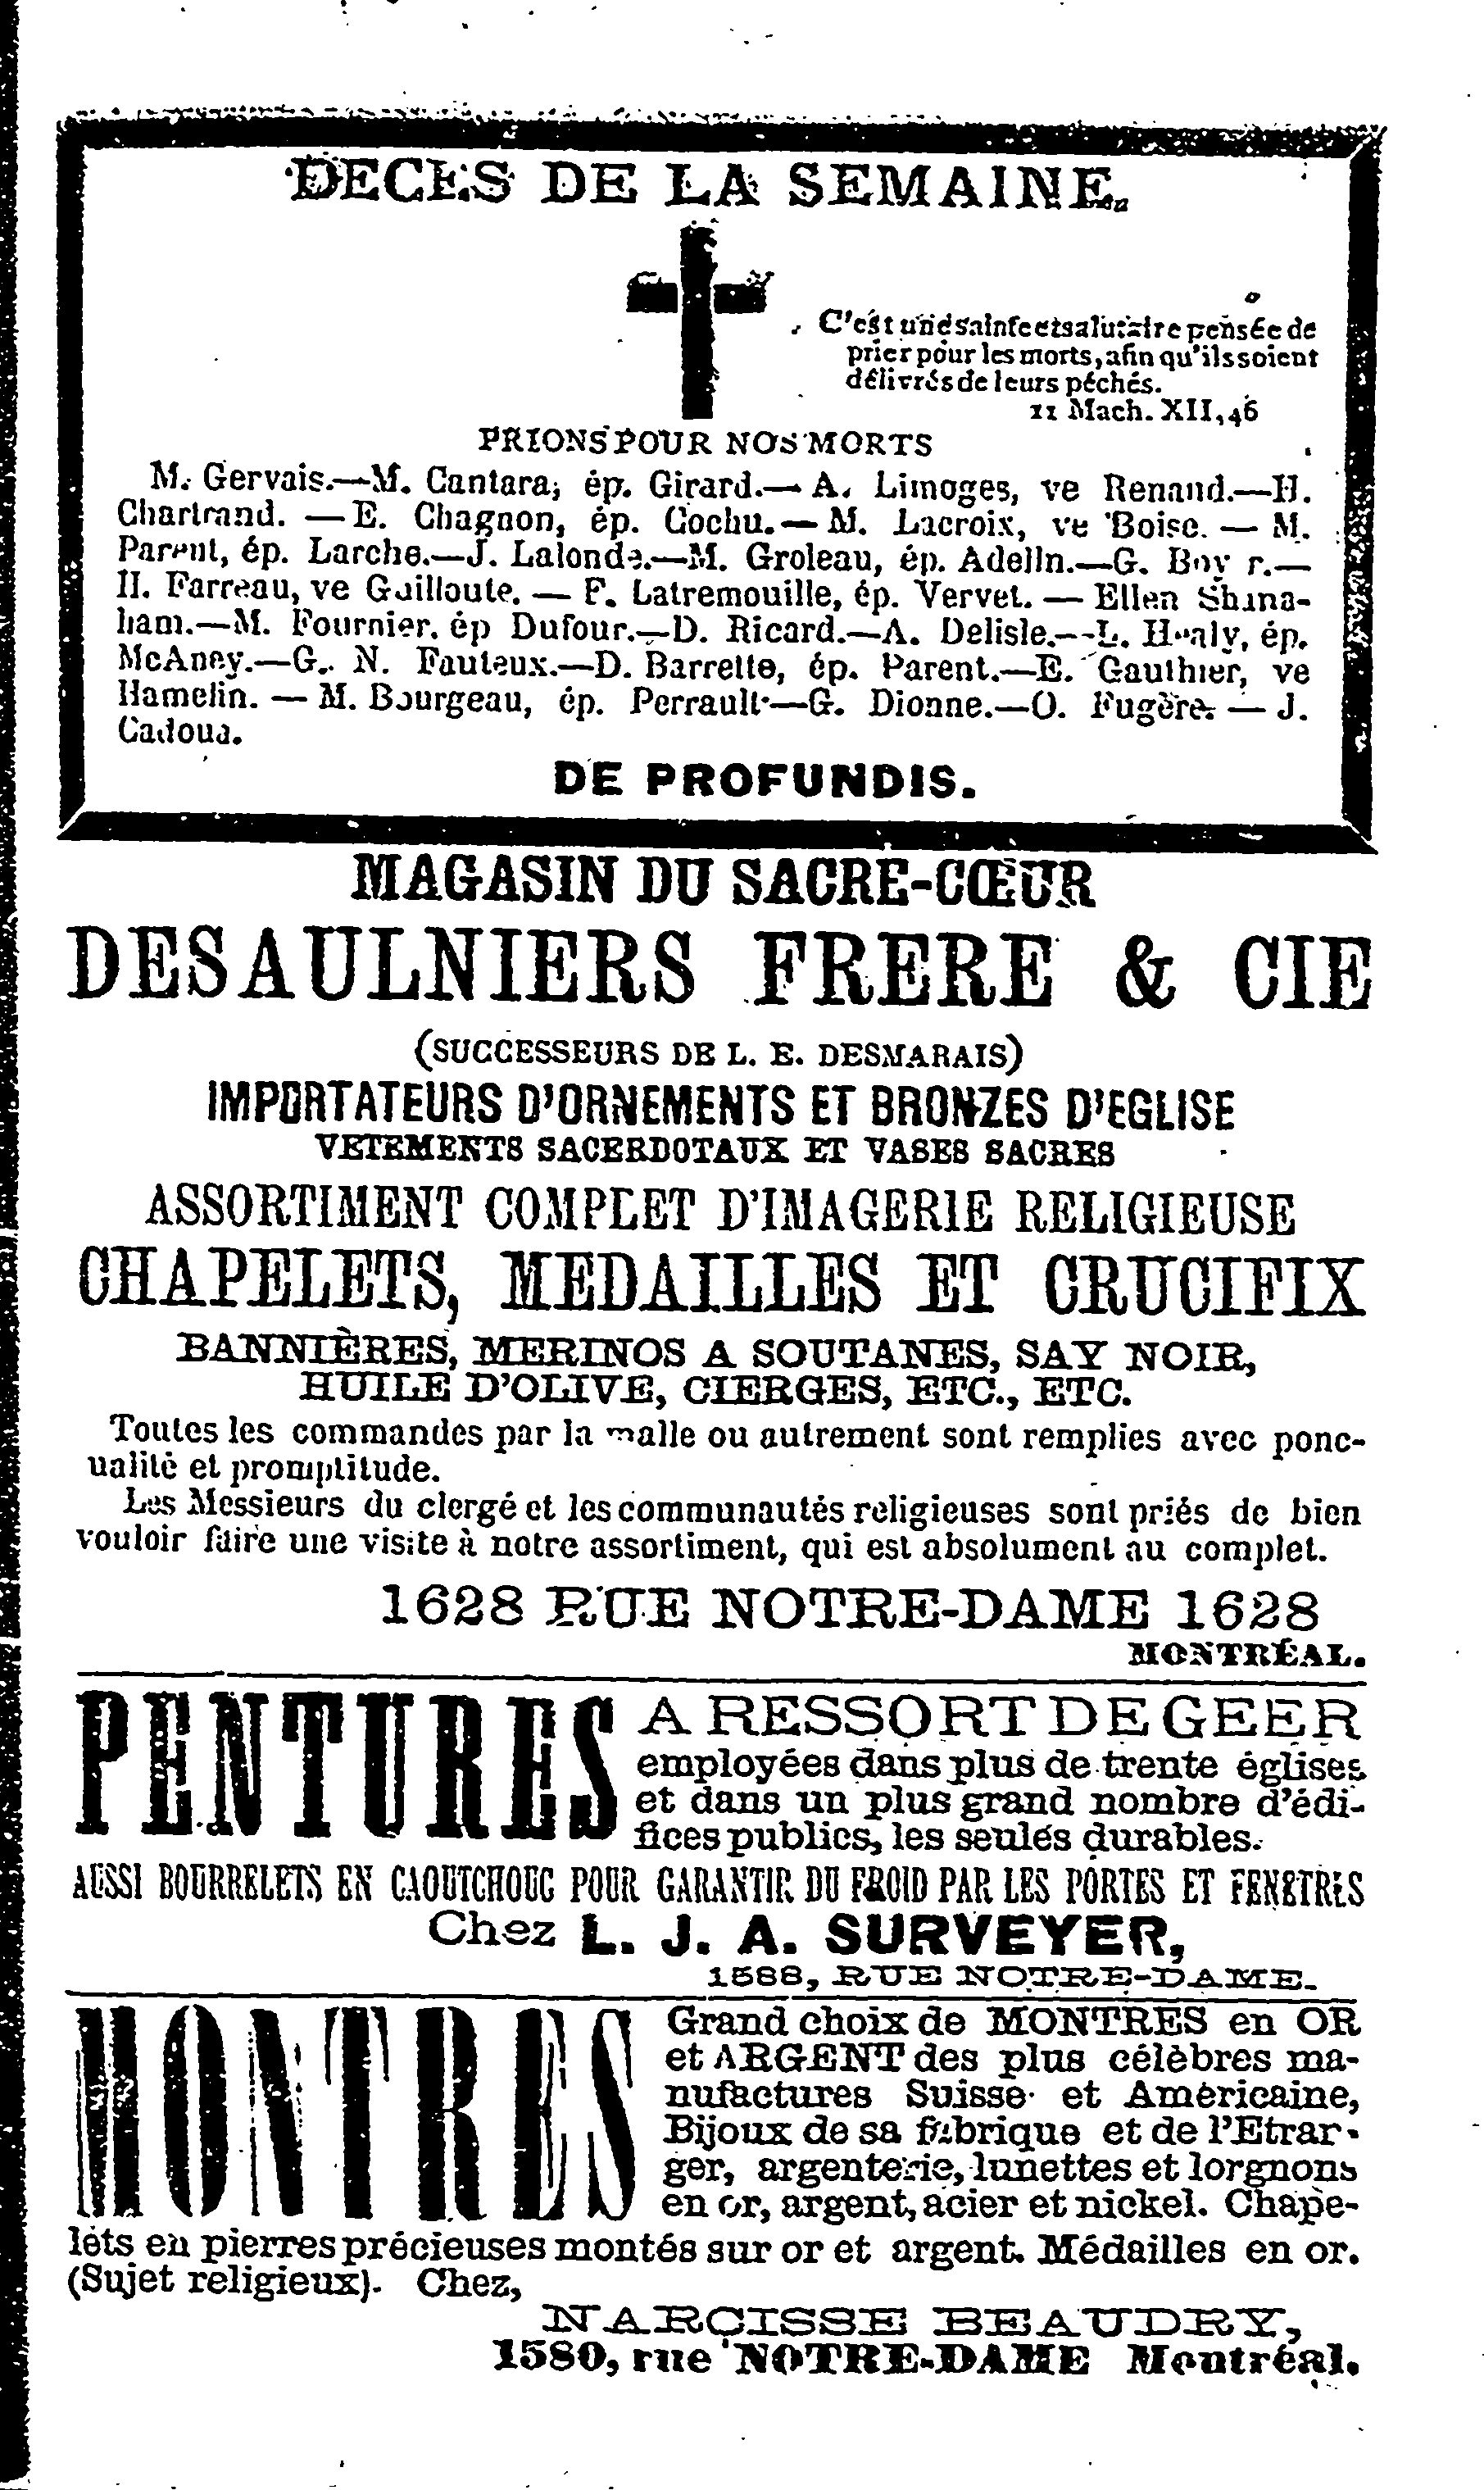 DECES DE LA SEMAINE.
C'est une sainte et salutaire pensée de
prier pour les morts, afin qu'ils soient
délivrés de leurs péchés.
11 Mach. XII, 46
PRIONS POUR NOS MORTS
M. Gervais.—M. Cantara, ép. Girard.—A. Limoges, ve Renaud.—H.
Chartrand. —E. Chagnon, ép. Cochu.—M. Lacroix, ve Boise. — M.
Parent, ép. Larche.—J. Lalonde.—M. Groleau, ép. Adelin.—G. 
H. Farreau, ve Gailloute. — F. Latremouille, ép. Vervet. — Ellen Shana-
ham.—M. Fournier, ép Dufour.—D. Ricard.—A. Delisle.—L. Healy, ép.
McAney.—G. N. Fauteux.—D. Barrette, ép. Parent.—E. Gauthier, ve
Hamelin. — M. Bourgeau, ép. Perrault—G. Dionne.—O. Fugère. — J.
DE PROFUNDIS.
MAGASIN DU SACRE-CŒUR
DESAULNIERS FRERE & CIE
(SUCCESSEURS DE L. E. DESMARAIS)
IMPORTATEURS D'ORNEMENTS ET BRONZES D'EGLISE
VETEMENTS SACERDOTAUX ET VASES SACRES
ASSORTIMENT COMPLET D'IMAGERIE RELIGIEUSE
CHAPELETS, MEDAILLES ET CRUCIFIX
BANNIÈRES, MERINOS A SOUTANES, SAY NOIR,
HUILE D'OLIVE, CIERGES, ETC., ETC.
Toutes les commandes par la malle ou autrement sont remplies avec ponc-
ualité et promptitude.
Les Messieurs du clergé et les communautés religieuses sont priés de bien
vouloir faire une visite à notre assortiment, qui est absolument au complet.
1628 RUE NOTRE-DAME 1628
MONTRÉAL.
PENTURES A RESSORT DE GEER
employées dans plus de trente églises
et dans un plus grand nombre d'édi-
fices publics, les seules durables.
AUSSI BOURRELETS EN CAOUTCHOUC POUR GARANTIR DU FROID PAR LES PORTES ET FENETRES
Chez L. J. A. SURVEYER,
1588, RUE NOTRE-DAME.
MONTRES Grand choix de MONTRES en OR
et ARGENT des plus célèbres ma-
nufactures Suisse et Américaine,
Bijoux de sa fabrique et de l'Etran-
ger, argenterie, lunettes et lorgnons
en or, argent, acier et nickel. Chape-
lets en pierres précieuses montés sur or et argent. Médailles en or.
(Sujet religieux). Chez,
NARCISSE BEAUDRY,
1580, rue NOTRE-DAME Montréal.